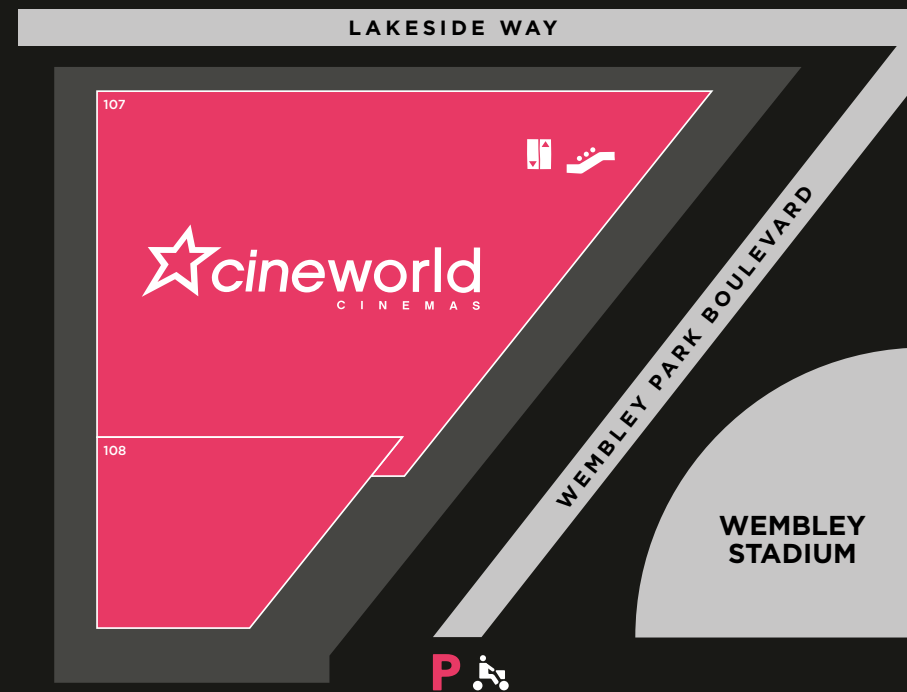 LAKESIDE WAY
107
cineworld
CINEMAS
WEMBLEY PARK BOULEVARD
108
WEMBLEY
STADIUM
P